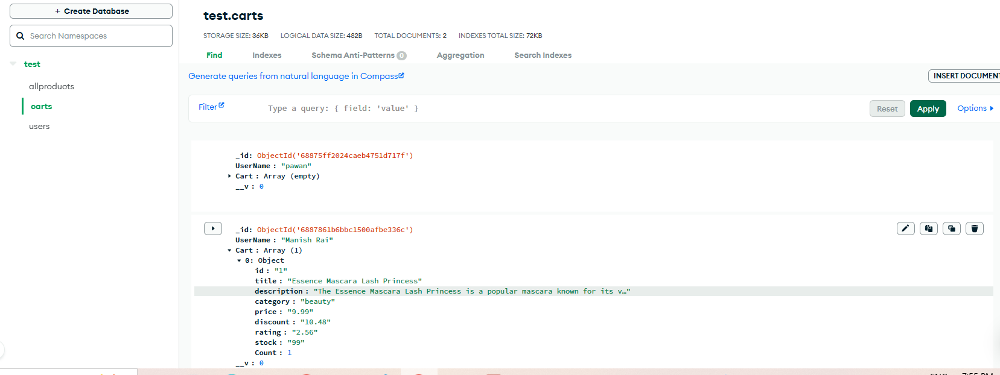 + Create Database
Search Namespaces
test
allproducts
carts
users
test.carts
STORAGE SIZE: 36KB LOGICAL DATA SIZE: 482B TOTAL DOCUMENTS: 2 INDEXES TOTAL SIZE: 72KB
Find Indexes Schema Anti-Patterns 0 Aggregation Search Indexes
Generate queries from natural language in Compass
INSERT DOCUMENT
Filter Type a query: { field: 'value' } Reset Apply Options
_id: ObjectId('68875ff2024caeb4751d717f')
UserName : "pawan"
Cart : Array (empty)
__v : 0
_id: ObjectId('6887861b6bbc1500afbe336c')
UserName : "Manish Rai"
Cart : Array (1)
0: Object
id : "1"
title : "Essence Mascara Lash Princess"
description : "The Essence Mascara Lash Princess is a popular mascara known for its v…"
category : "beauty"
price : "9.99"
discount : "10.48"
rating : "2.56"
stock : "99"
Count : 1
__v : 0